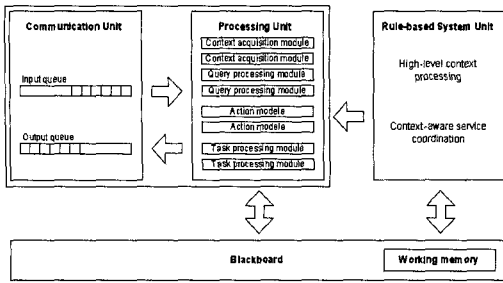 Communication Unit
Input queue
Output queue
Processing Unit
Context acquisition module
Context acquisition module
Query processing module
Query processing module
Action module
Action module
Task processing module
Task processing module
Rule-based System Unit
High-level context
processing
Context-aware service
coordination
Blackboard
Working memory